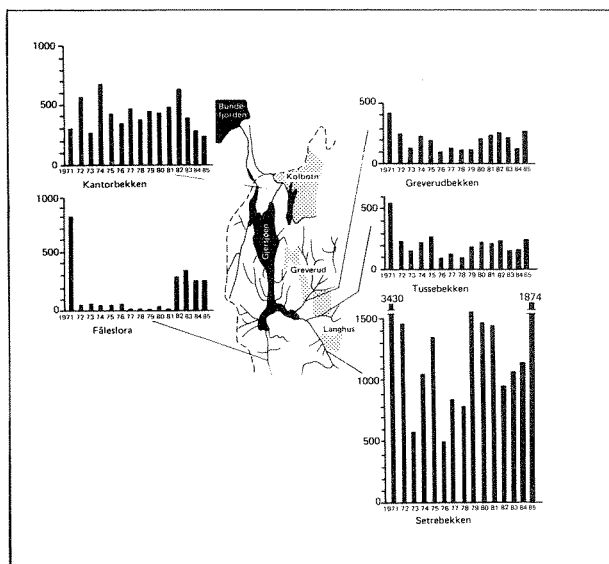 1000
500
0
1971 72 73 74 75 76 77 78 79 80 81 82 83 84 85
Kantorbekken
1000
500
0
1971 72 73 74 75 76 77 78 79 80 81 82 83 84 85
Fåleslora
Bunde-
fjorden
Kolbotn
Gjersjøen
Greverud
Langhus
500
0
1971 72 73 74 75 76 77 78 79 80 81 82 83 84 85
Greverudbekken
500
0
1971 72 73 74 75 76 77 78 79 80 81 82 83 84 85
Tussebekken
3430
1874
1500
1000
500
0
1971 72 73 74 75 76 77 78 79 80 81 82 83 84 85
Setrebekken